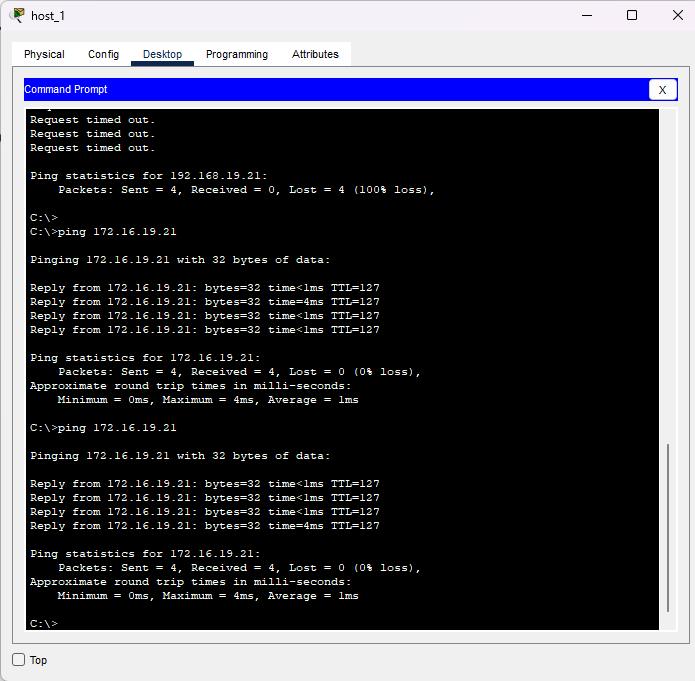 host_1
Physical Config Desktop Programming Attributes
Command Prompt X
Request timed out.
Request timed out.
Request timed out.

Ping statistics for 192.168.19.21:
    Packets: Sent = 4, Received = 0, Lost = 4 (100% loss),

C:\>
C:\>ping 172.16.19.21

Pinging 172.16.19.21 with 32 bytes of data:

Reply from 172.16.19.21: bytes=32 time<1ms TTL=127
Reply from 172.16.19.21: bytes=32 time=4ms TTL=127
Reply from 172.16.19.21: bytes=32 time<1ms TTL=127
Reply from 172.16.19.21: bytes=32 time<1ms TTL=127

Ping statistics for 172.16.19.21:
    Packets: Sent = 4, Received = 4, Lost = 0 (0% loss),
Approximate round trip times in milli-seconds:
    Minimum = 0ms, Maximum = 4ms, Average = 1ms

C:\>ping 172.16.19.21

Pinging 172.16.19.21 with 32 bytes of data:

Reply from 172.16.19.21: bytes=32 time<1ms TTL=127
Reply from 172.16.19.21: bytes=32 time<1ms TTL=127
Reply from 172.16.19.21: bytes=32 time<1ms TTL=127
Reply from 172.16.19.21: bytes=32 time=4ms TTL=127

Ping statistics for 172.16.19.21:
    Packets: Sent = 4, Received = 4, Lost = 0 (0% loss),
Approximate round trip times in milli-seconds:
    Minimum = 0ms, Maximum = 4ms, Average = 1ms

C:\>
Top